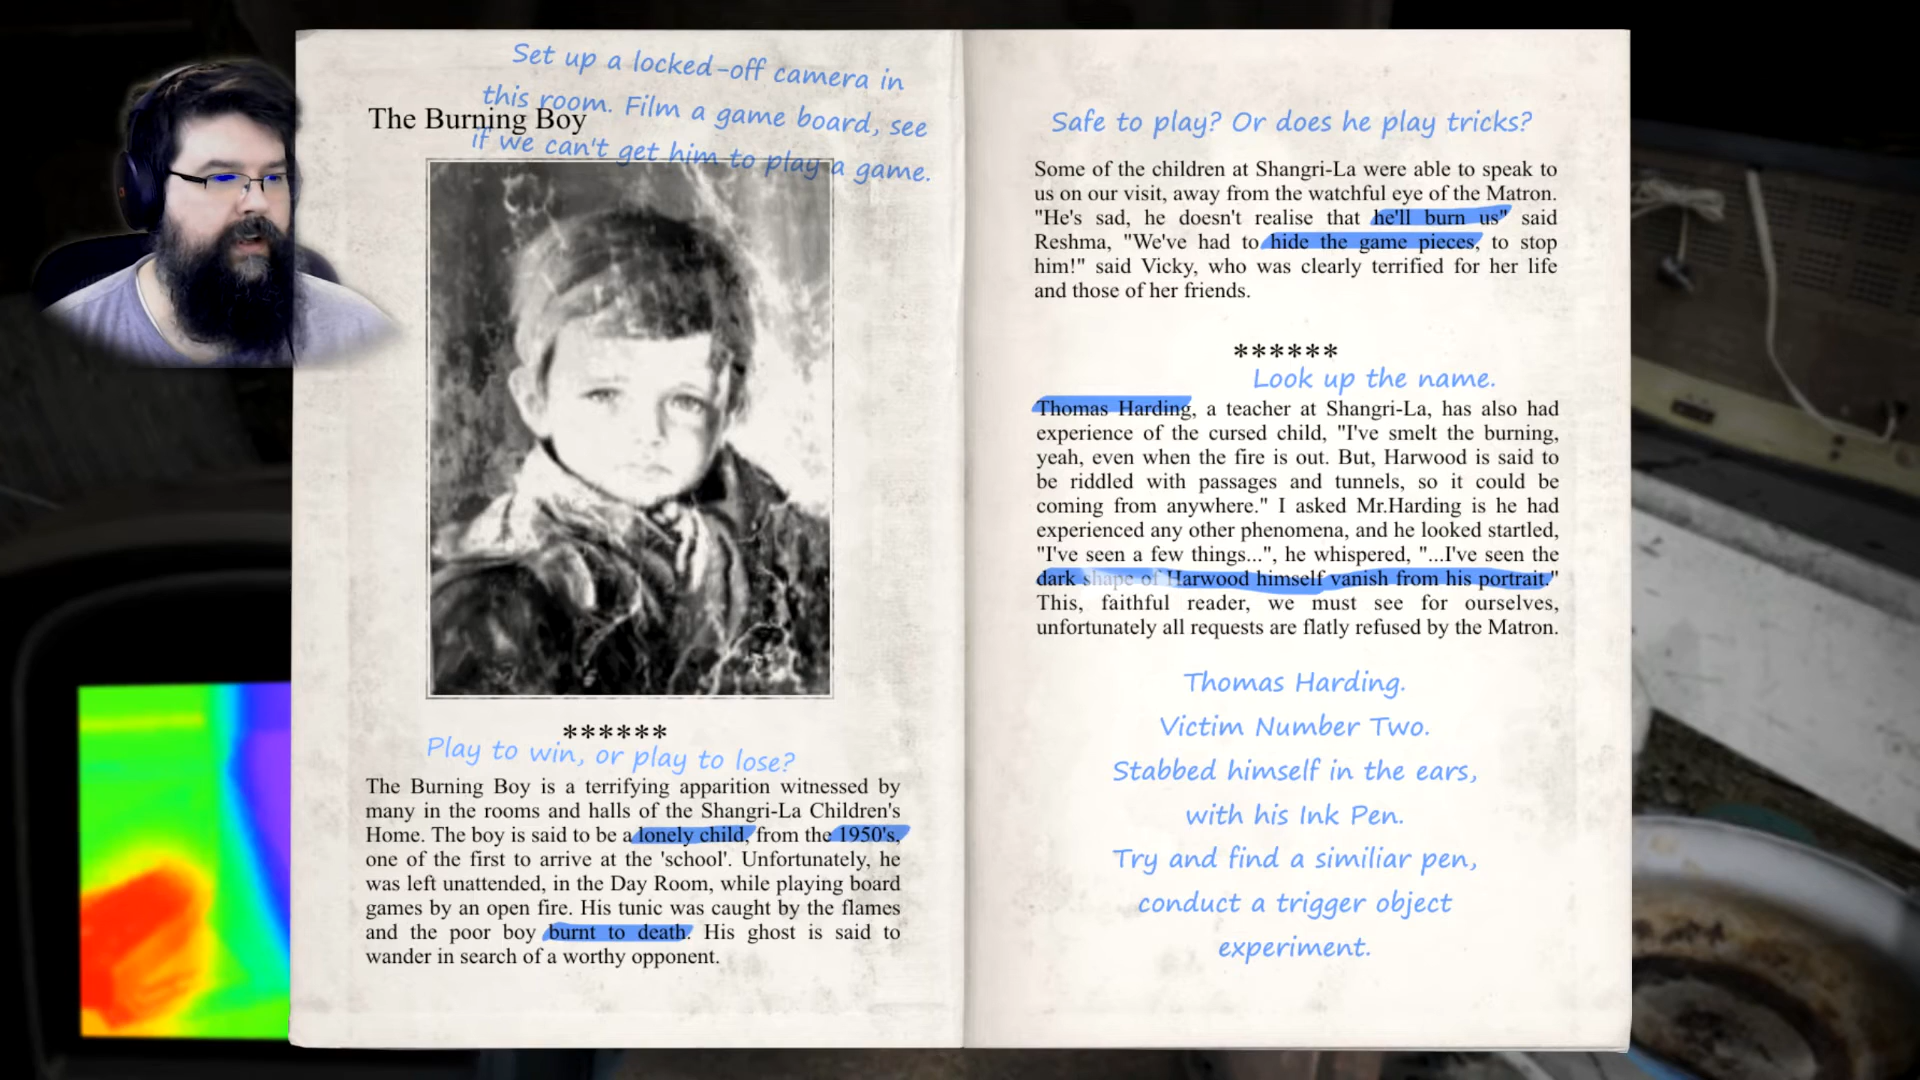 Set up a locked-off camera in
this room. Film a game board, see
if we can't get him to play a game.
The Burning Boy
******
Play to win, or play to lose?
The Burning Boy is a terrifying apparition witnessed by
many in the rooms and halls of the Shangri-La Children's
Home. The boy is said to be a lonely child, from the 1950's,
one of the first to arrive at the 'school'. Unfortunately, he
was left unattended, in the Day Room, while playing board
games by an open fire. His tunic was caught by the flames
and the poor boy burnt to death. His ghost is said to
wander in search of a worthy opponent.
Safe to play? Or does he play tricks?
Some of the children at Shangri-La were able to speak to
us on our visit, away from the watchful eye of the Matron.
"He's sad, he doesn't realise that he'll burn us" said
Reshma, "We've had to hide the game pieces, to stop
him!" said Vicky, who was clearly terrified for her life
and those of her friends.
******
Look up the name.
Thomas Harding, a teacher at Shangri-La, has also had
experience of the cursed child, "I've smelt the burning,
yeah, even when the fire is out. But, Harwood is said to
be riddled with passages and tunnels, so it could be
coming from anywhere." I asked Mr.Harding is he had
experienced any other phenomena, and he looked startled,
"I've seen a few things...", he whispered, "...I've seen the
dark shape of Harwood himself vanish from his portrait."
This, faithful reader, we must see for ourselves,
unfortunately all requests are flatly refused by the Matron.
Thomas Harding.
Victim Number Two.
Stabbed himself in the ears,
with his Ink Pen.
Try and find a similiar pen,
conduct a trigger object
experiment.